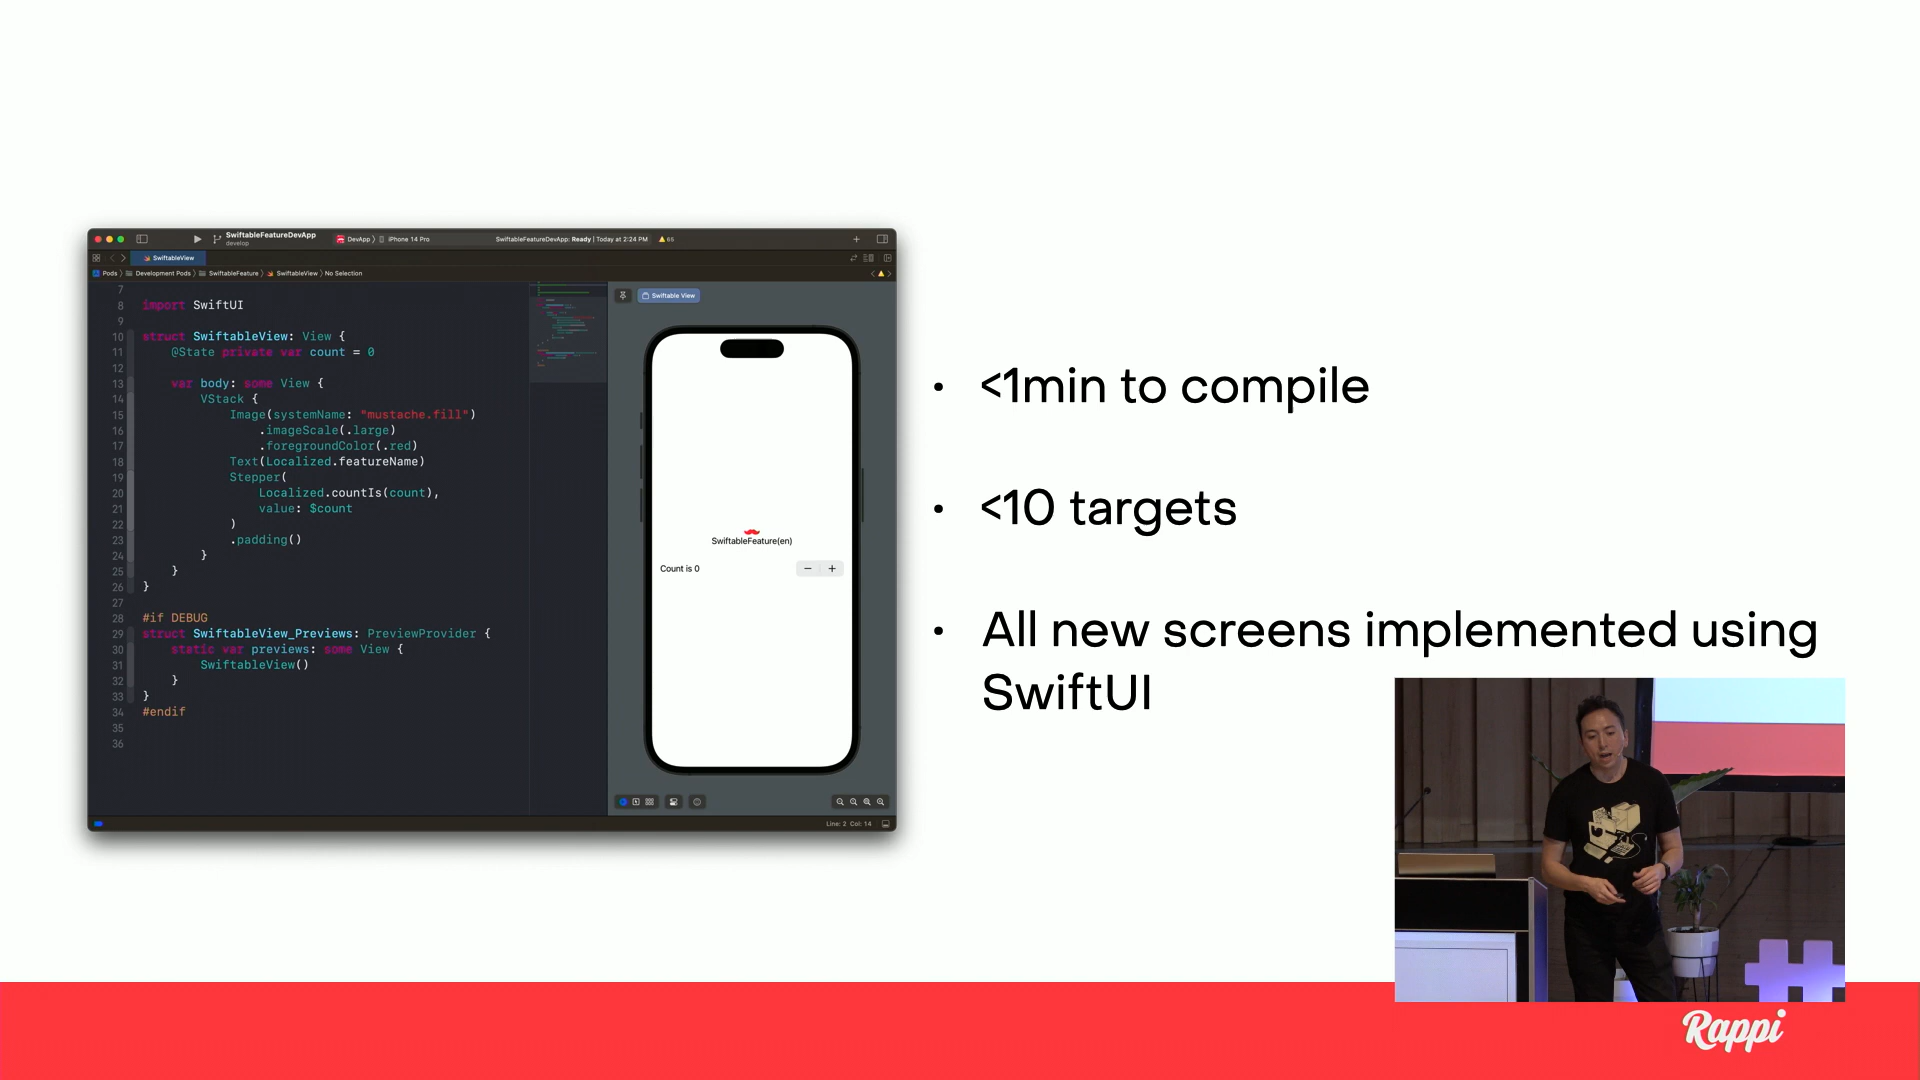 SwiftableFeatureDevApp
develop
DevApp 〉 iPhone 14 Pro
SwiftableFeatureDevApp: Ready | Today at 2:24 PM
65
SwiftableView
Pods 〉 Development Pods 〉 SwiftableFeature 〉 SwiftableView 〉 No Selection
7
8 import SwiftUI
9
10 struct SwiftableView: View {
11 @State private var count = 0
12
13 var body: some View {
14 VStack {
15 Image(systemName: "mustache.fill")
16 .imageScale(.large)
17 .foregroundColor(.red)
18 Text(Localized.featureName)
19 Stepper(
20 Localized.countIs(count),
21 value: $count
22 )
23 .padding()
24 }
25 }
26 }
27
28 #if DEBUG
29 struct SwiftableView_Previews: PreviewProvider {
30 static var previews: some View {
31 SwiftableView()
32 }
33 }
34 #endif
35
36
Swiftable View
SwiftableFeature(en)
Count is 0
− +
Line: 2 Col: 14
• <1min to compile
• <10 targets
• All new screens implemented using
SwiftUI
Rappi